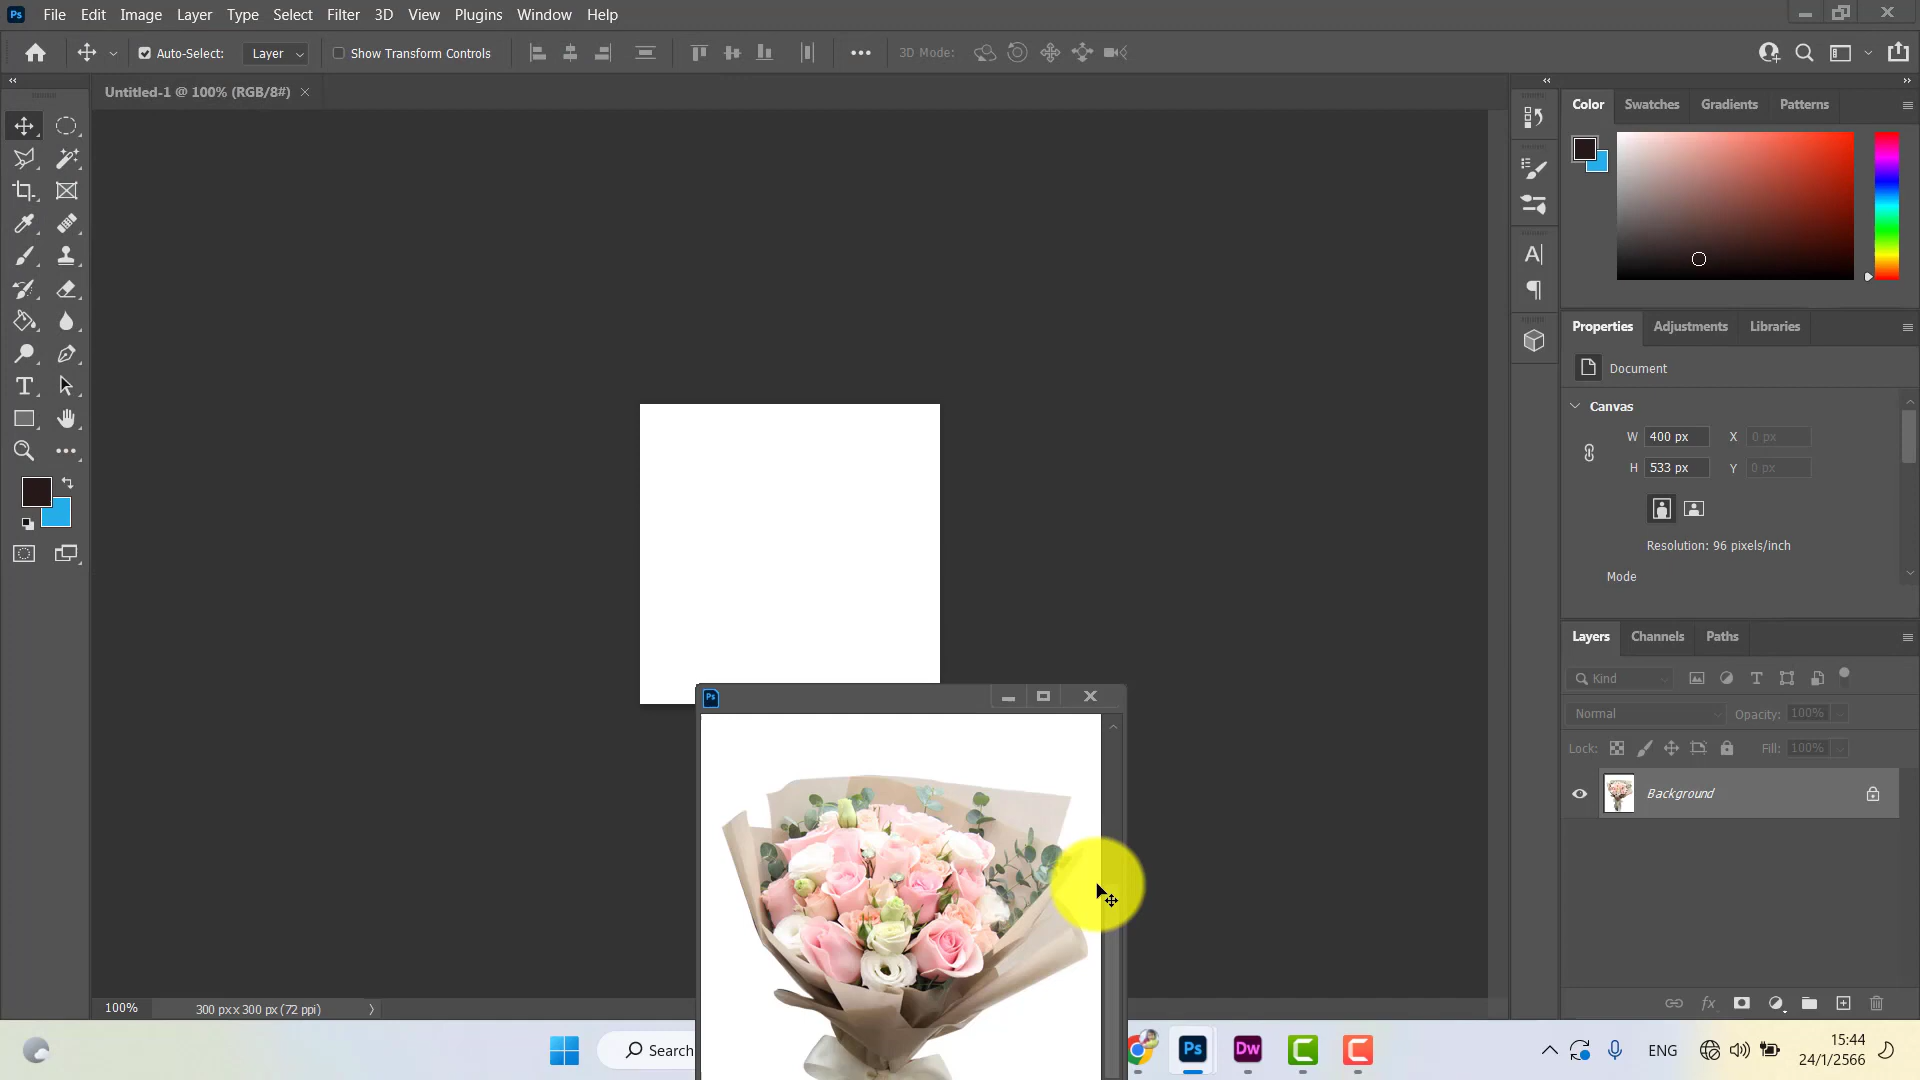 Ps File Edit Image Layer Type Select Filter 3D View Plugins Window Help
Auto-Select: Layer Show Transform Controls 3D Mode:
Untitled-1 @ 100% (RGB/8#)
Color Swatches Gradients Patterns
Properties Adjustments Libraries
Document
Canvas
W 400 px X 0 px
H 533 px Y 0 px
Resolution: 96 pixels/inch
Mode
Layers Channels Paths
Kind
Normal Opacity: 100%
Lock: Fill: 100%
Background
Ps
100% 300 px x 300 px (72 ppi)
Search Ps Dw ENG
15:44
24/1/2566